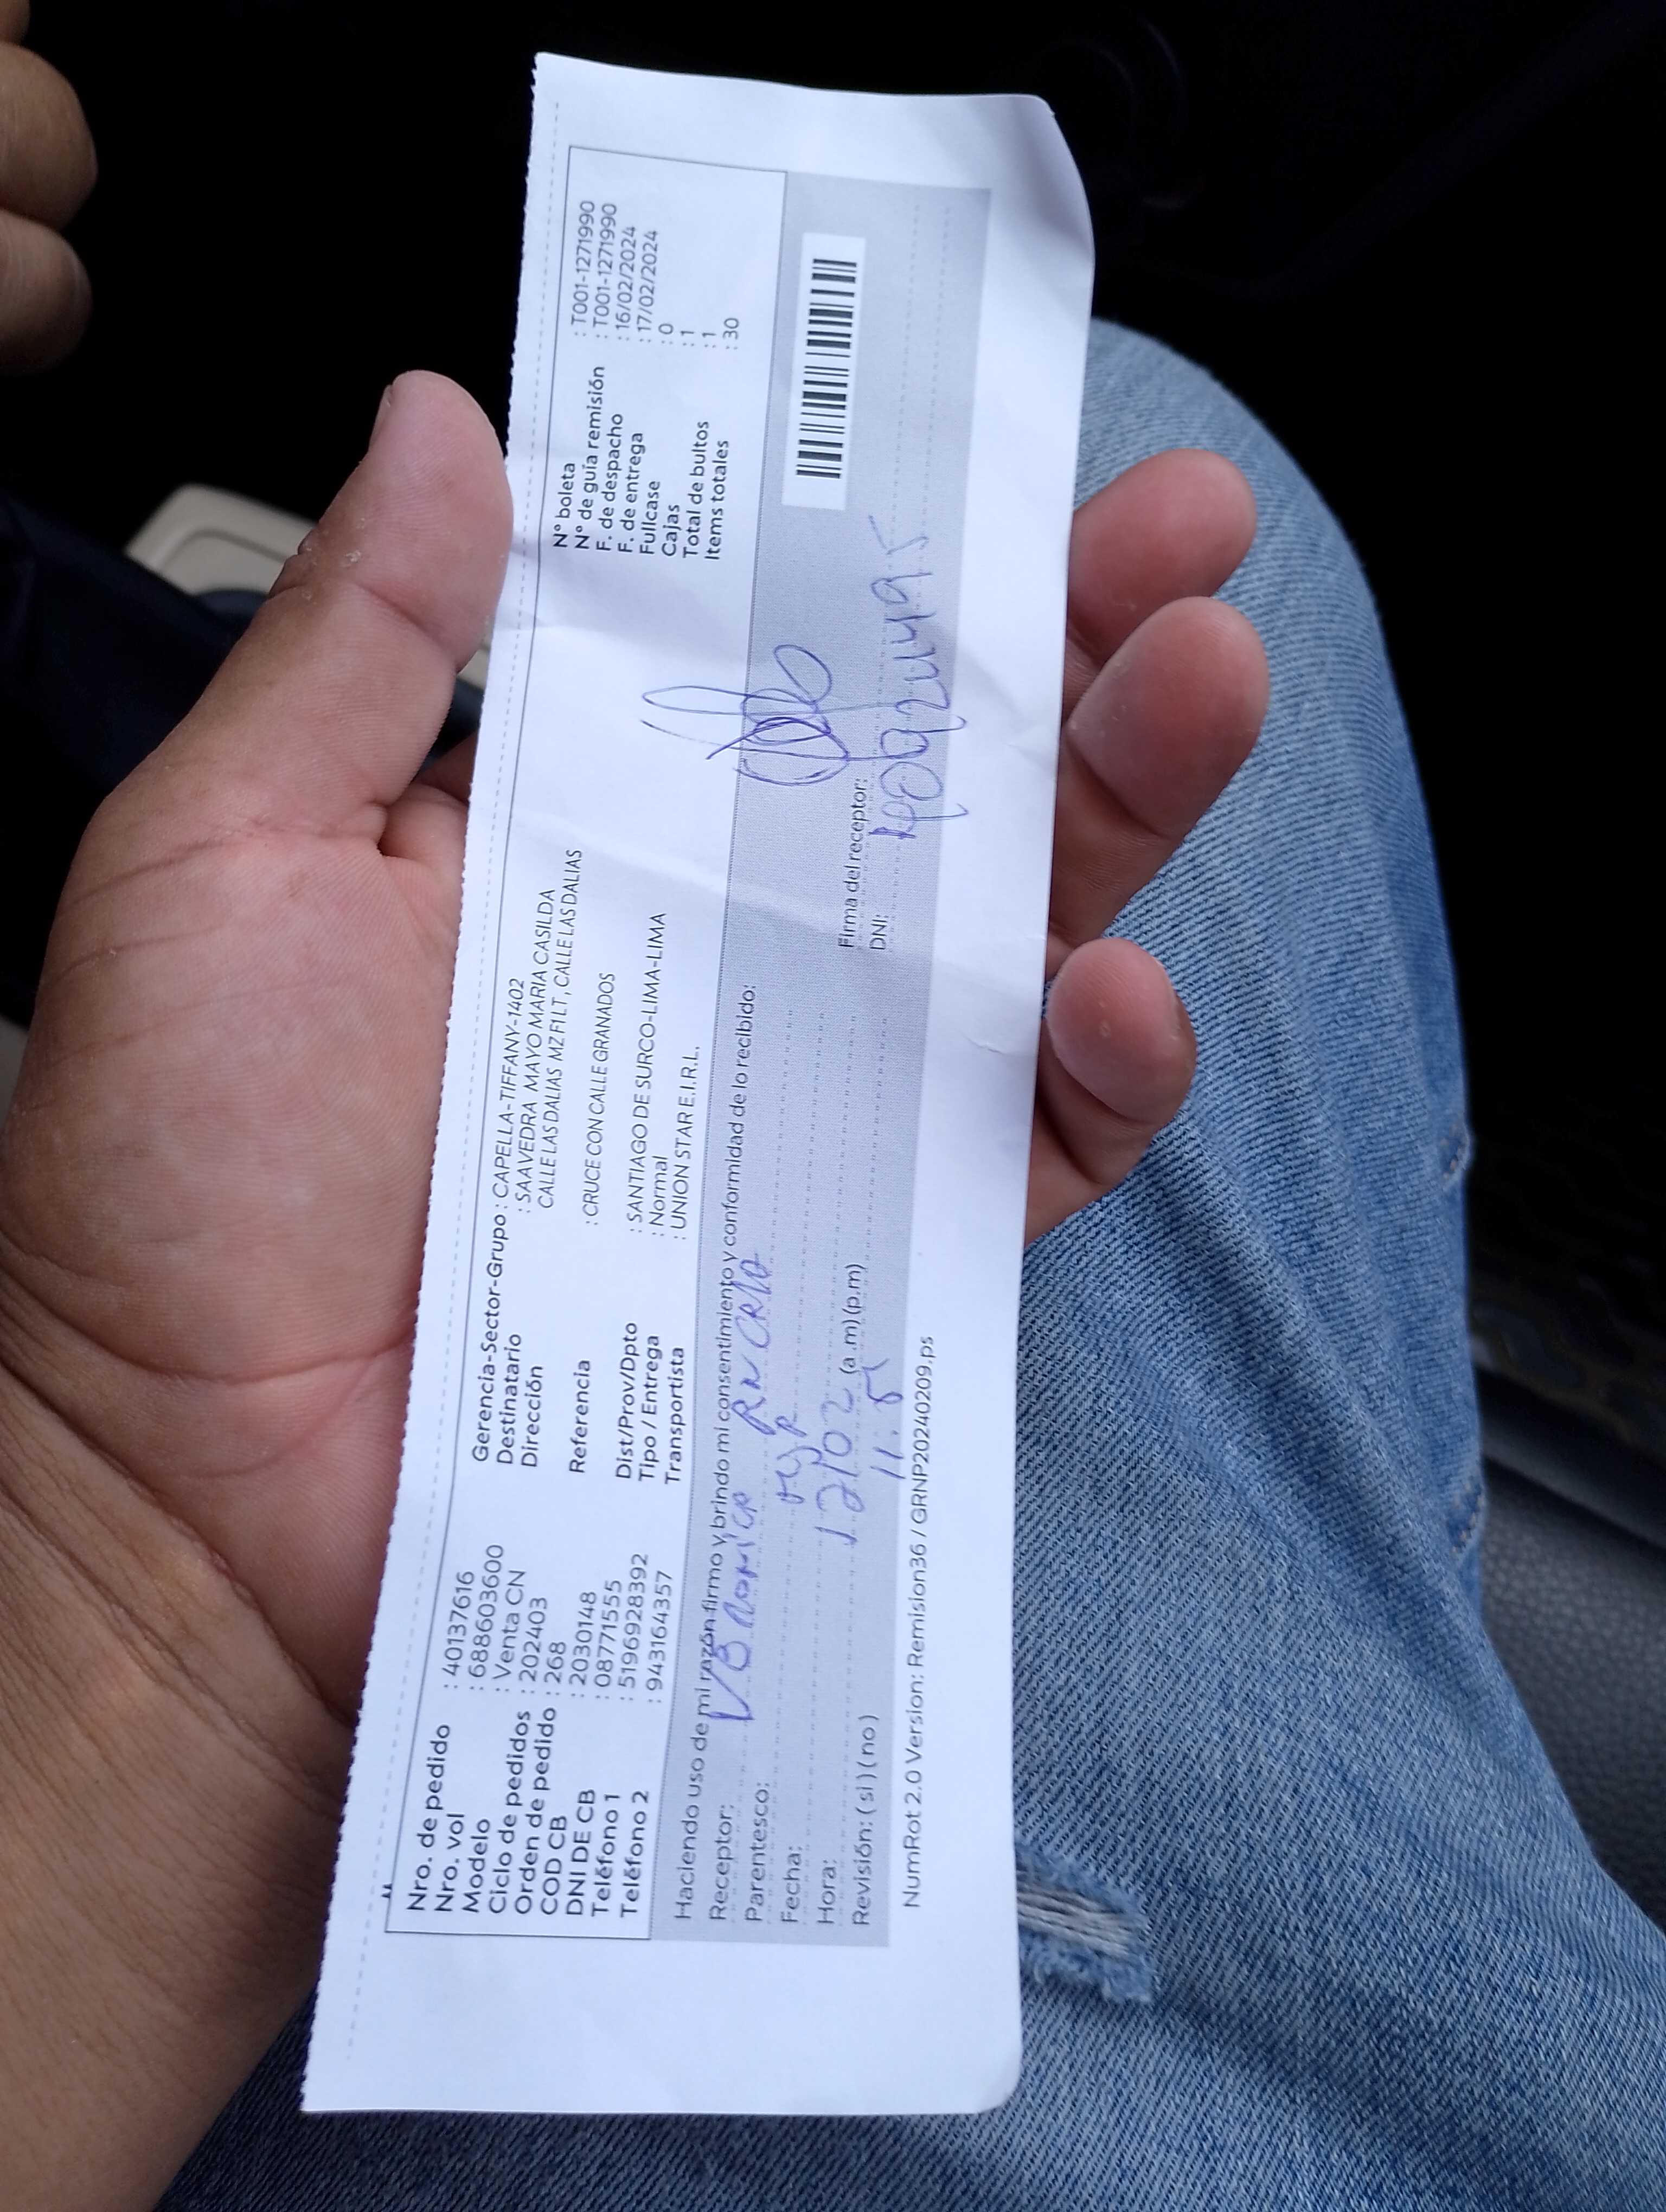 Nro. de pedido : 40137616
Nro. vol : 688603600
Modelo : Venta CN
Ciclo de pedidos : 202403
Orden de pedido : 268
COD CB : 2030148
DNI DE CB : 08771555
Teléfono 1 : 51969283​92
Teléfono 2 : 943164357
Gerencia-Sector-Grupo : CAPELLA-TIFFANY-1402
Destinatario : SAAVEDRA MAYO MARIA CASILDA
Dirección CALLE LAS DALIAS MZ F1 LT , CALLE LAS DALIAS
Referencia : CRUCE CON CALLE GRANADOS
Dist/Prov/Dpto : SANTIAGO DE SURCO-LIMA-LIMA
Tipo / Entrega : Normal
Transportista : UNION STAR E.I.R.L.
N° boleta : T001-1271990
N° de guía remisión : T001-1271990
F. de despacho : 16/02/2024
F. de entrega : 17/02/2024
Fullcase : 0
Cajas : 1
Total de bultos : 1
Items totales : 30
Haciendo uso de mi razón firmo y brindo mi consentimiento y conformidad de lo recibido:
Receptor:
Parentesco:
Fecha:
Hora: (a.m) (p.m)
Revisión: ( si ) ( no )
Firma del receptor:
DNI:
NumRot 2.0 Version: Remision36 / GRNP20240209.ps